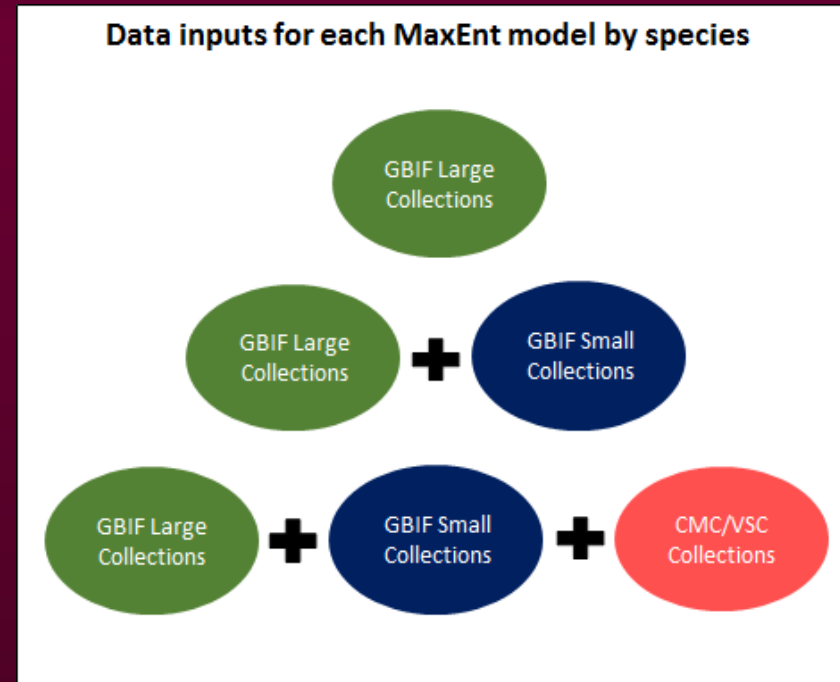 Data inputs for each MaxEnt model by species
GBIF Large
Collections
GBIF Large
Collections
+
GBIF Small
Collections
GBIF Large
Collections
+
GBIF Small
Collections
+
CMC/VSC
Collections